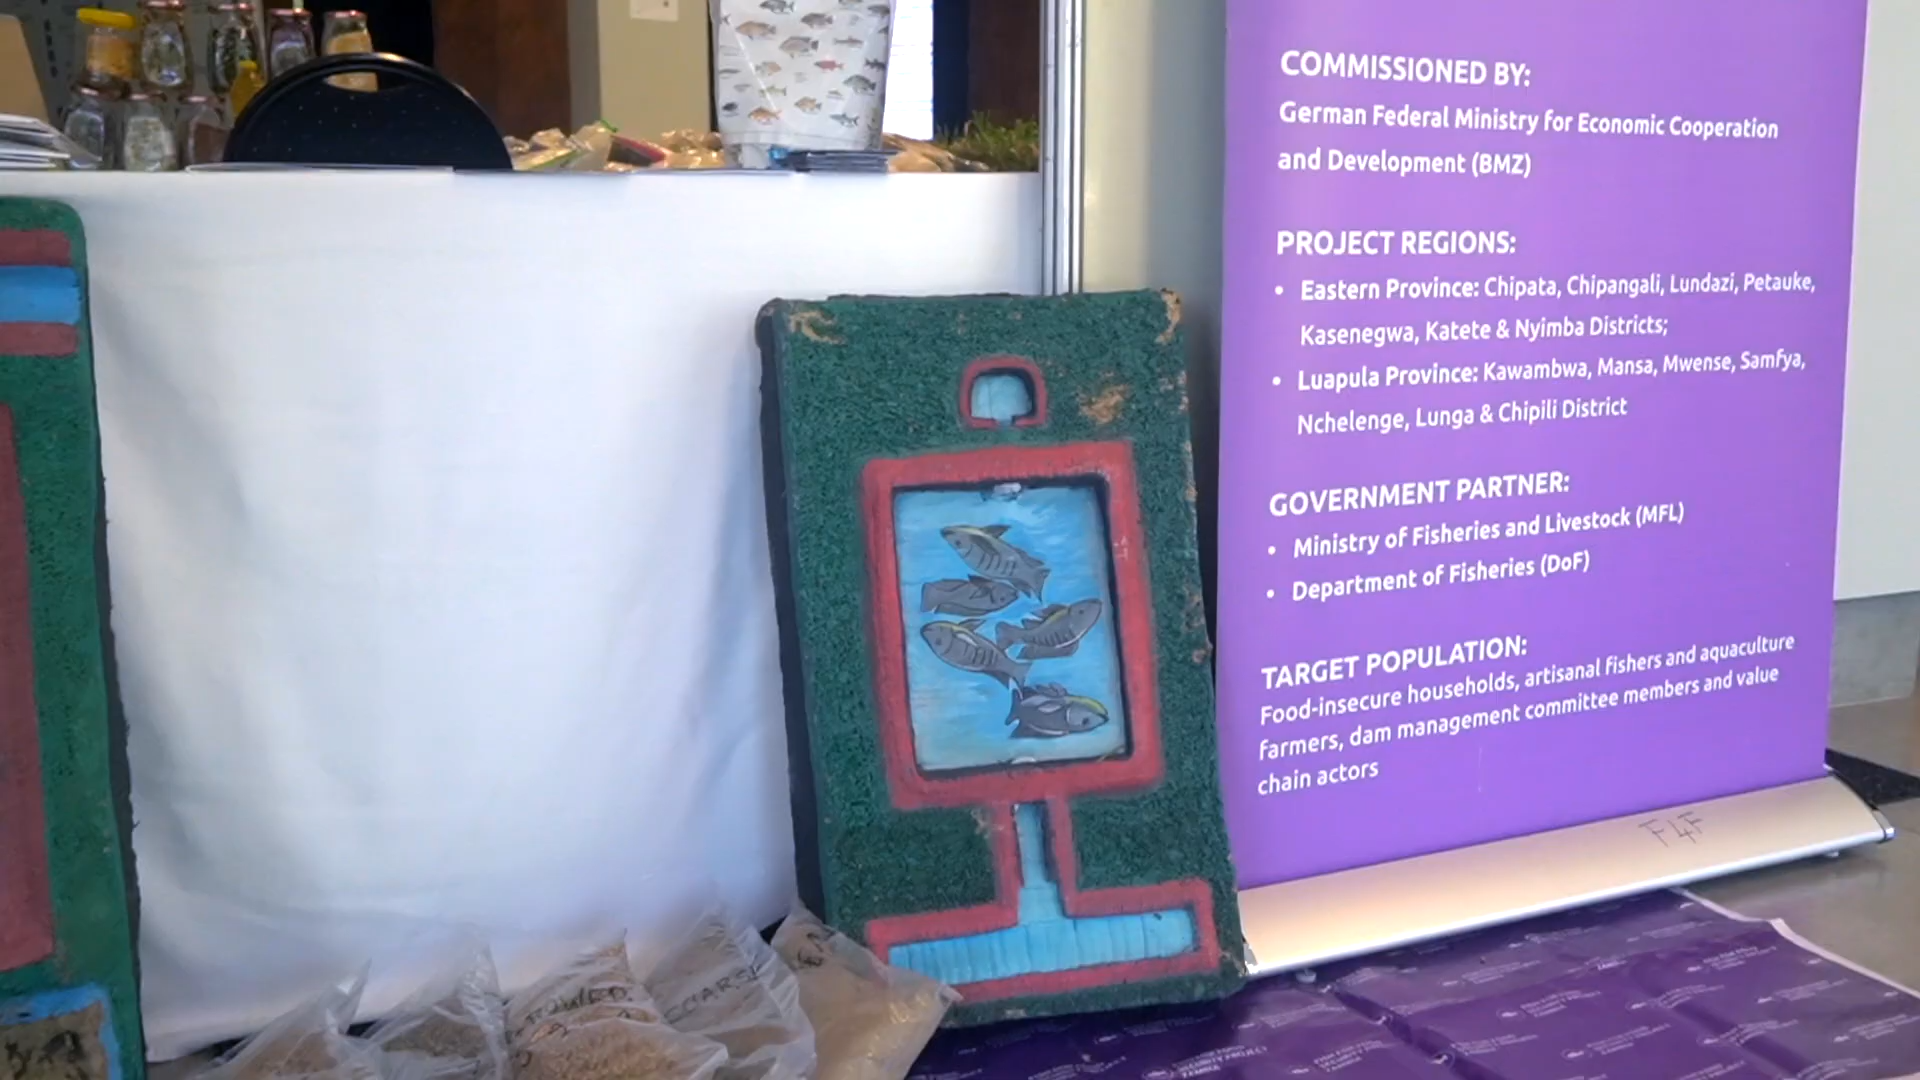 COMMISSIONED BY:
German Federal Ministry for Economic Cooperation
and Development (BMZ)
PROJECT REGIONS:
• Eastern Province: Chipata, Chipangali, Lundazi, Petauke,
Kasenegwa, Katete & Nyimba Districts;
• Luapula Province: Kawambwa, Mansa, Mwense, Samfya,
Nchelenge, Lunga & Chipili District
GOVERNMENT PARTNER:
• Ministry of Fisheries and Livestock (MFL)
• Department of Fisheries (DoF)
TARGET POPULATION:
Food-insecure households, artisanal fishers and aquaculture
farmers, dam management committee members and value
chain actors
F4F